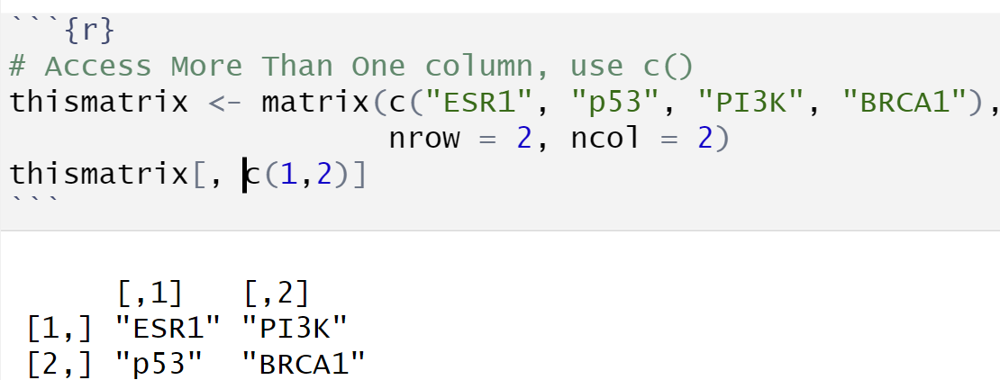 ```{r}
# Access More Than One column, use c()
thismatrix <- matrix(c("ESR1", "p53", "PI3K", "BRCA1"),
                     nrow = 2, ncol = 2)
thismatrix[, c(1,2)]
```
     [,1]   [,2]
[1,] "ESR1" "PI3K"
[2,] "p53"  "BRCA1"